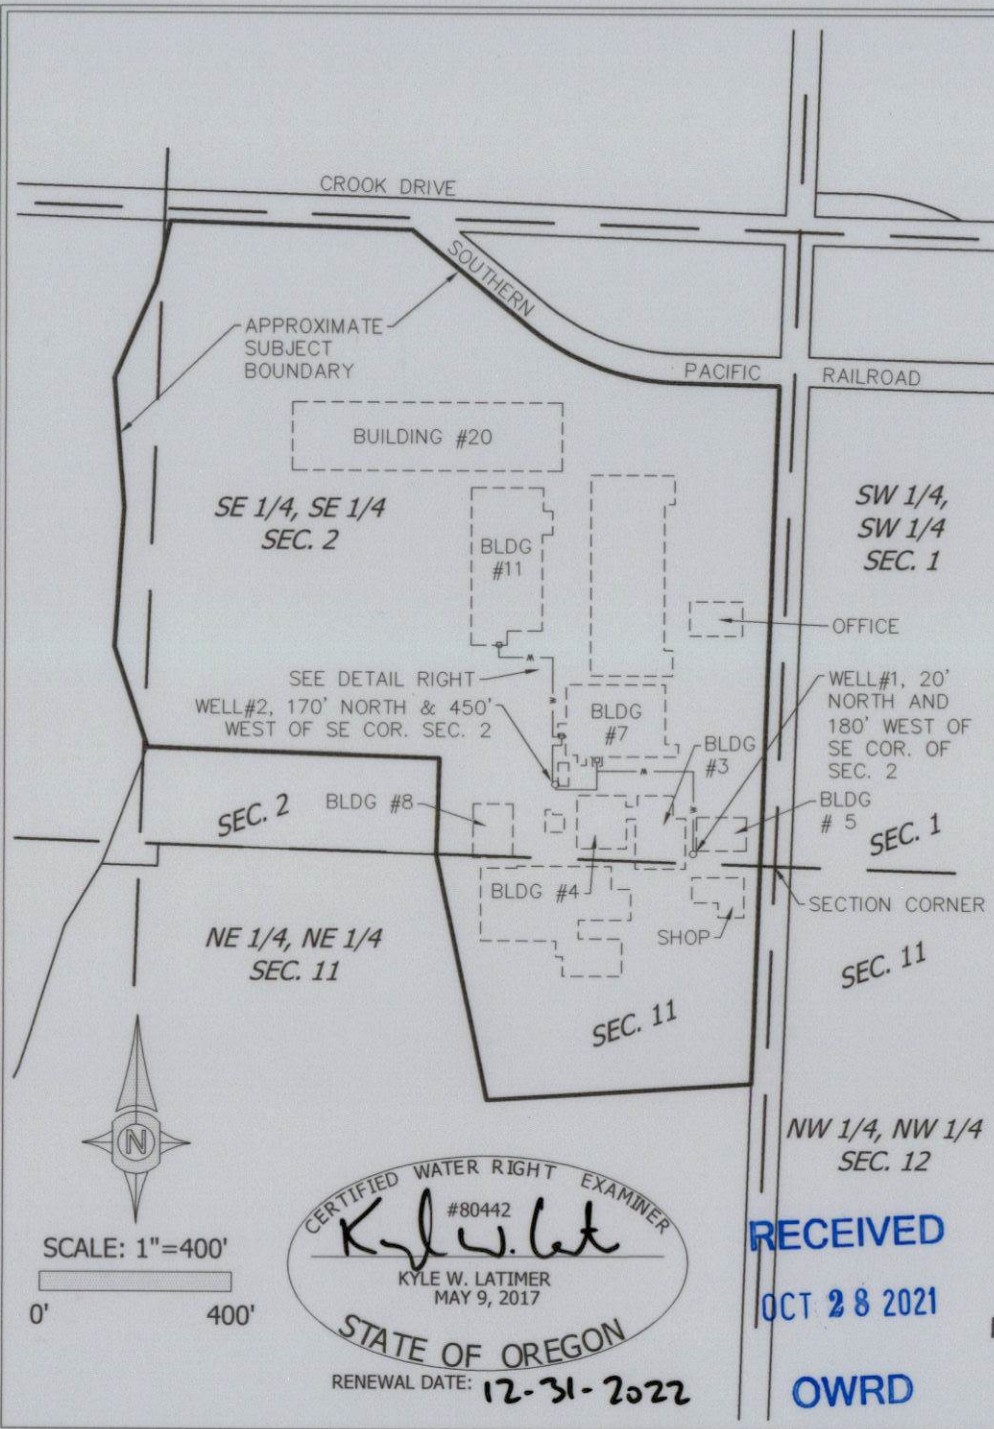 CROOK DRIVE
SOUTHERN
PACIFIC
RAILROAD
APPROXIMATE
SUBJECT
BOUNDARY
BUILDING #20
SE 1/4, SE 1/4
SEC. 2
BLDG
#11
SW 1/4,
SW 1/4
SEC. 1
OFFICE
W
SEE DETAIL RIGHT
WELL#2, 170' NORTH & 450'
WEST OF SE COR. SEC. 2
W
BLDG
#7
WELL#1, 20'
NORTH AND
180' WEST OF
SE COR. OF
SEC. 2
BLDG
#3
W
W
SEC. 2
BLDG #8
BLDG
# 5
SEC. 1
BLDG #4
SECTION CORNER
SHOP
NE 1/4, NE 1/4
SEC. 11
SEC. 11
SEC. 11
N
NW 1/4, NW 1/4
SEC. 12
SCALE: 1"=400'
0' 400'
CERTIFIED WATER RIGHT EXAMINER
#80442
Kyle W. Lat
KYLE W. LATIMER
MAY 9, 2017
STATE OF OREGON
RENEWAL DATE: 12-31-2022
RECEIVED
OCT 28 2021
OWRD